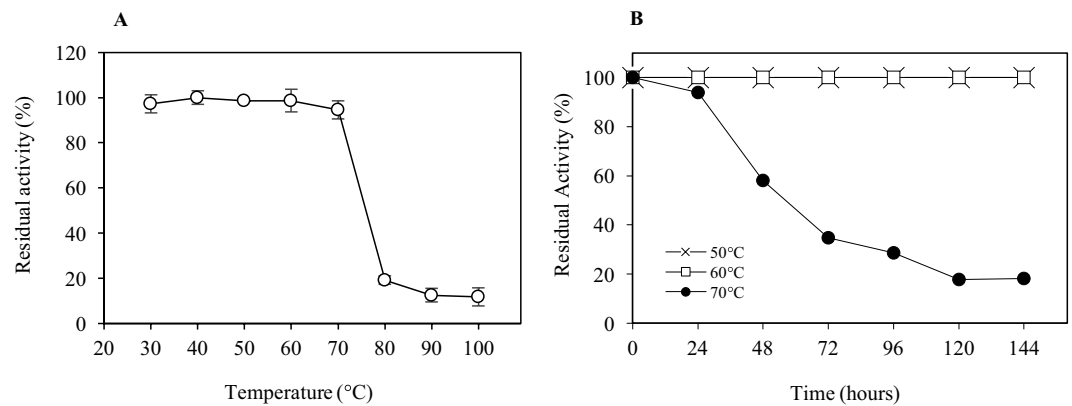 A
120
100
80
60
40
20
0
20 30 40 50 60 70 80 90 100
Residual activity (%)
Temperature (°C)
B
100
80
60
40
20
0
0 24 48 72 96 120 144
Residual Activity (%)
Time (hours)
50°C
60°C
70°C